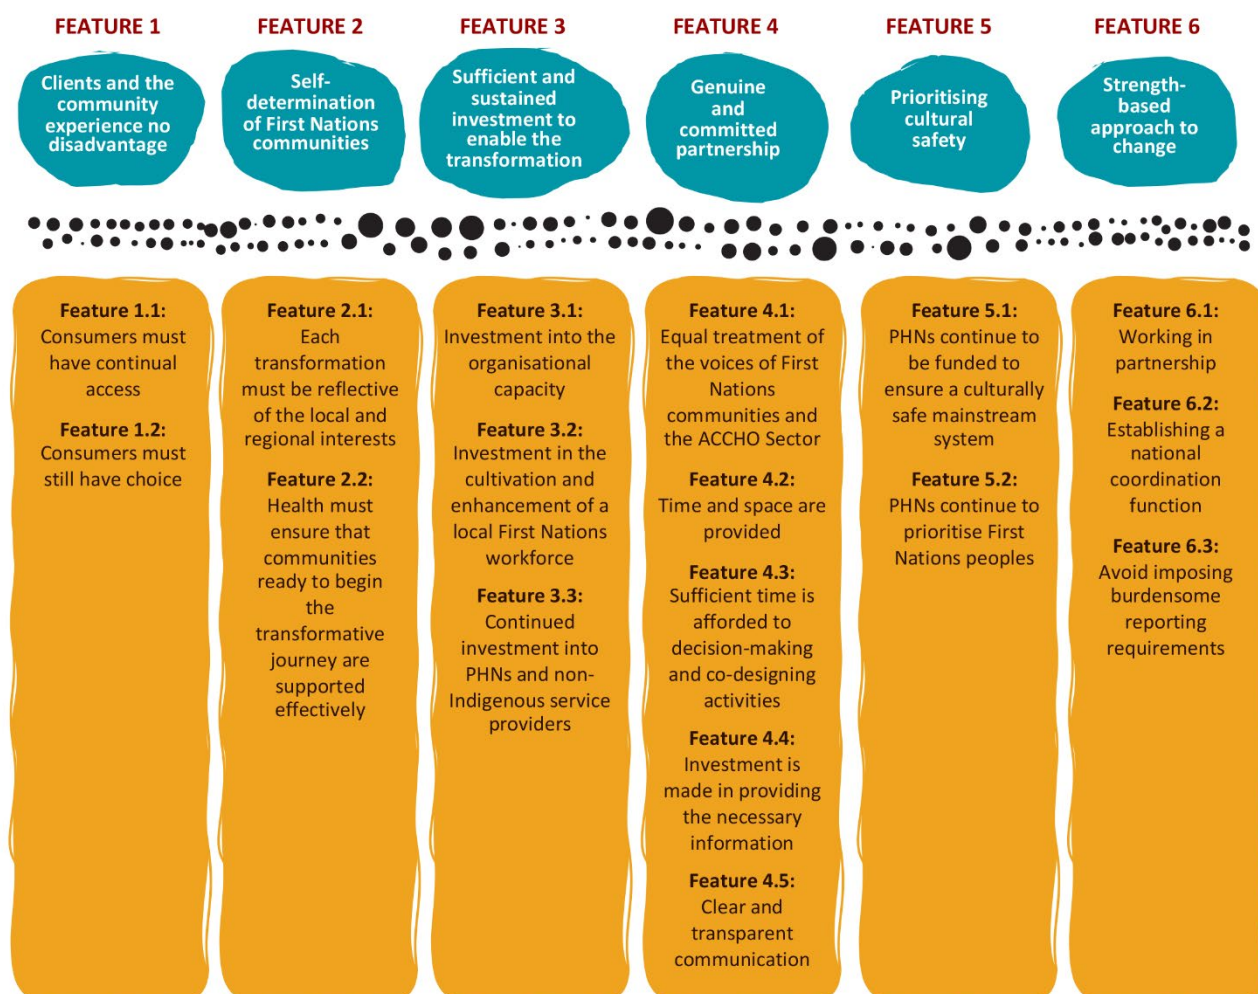 FEATURE 1
Clients and the
community
experience no
disadvantage
Feature 1.1:
Consumers must
have continual
access
Feature 1.2:
Consumers must
still have choice
FEATURE 2
Self-
determination
of First Nations
communities
Feature 2.1:
Each
transformation
must be reflective
of the local and
regional interests
Feature 2.2:
Health must
ensure that
communities
ready to begin
the
transformative
journey are
supported
effectively
FEATURE 3
Sufficient and
sustained
investment to
enable the
transformation
Feature 3.1:
Investment into the
organisational
capacity
Feature 3.2:
Investment in the
cultivation and
enhancement of a
local First Nations
workforce
Feature 3.3:
Continued
investment into
PHNs and non-
Indigenous service
providers
FEATURE 4
Genuine
and
committed
partnership
Feature 4.1:
Equal treatment of
the voices of First
Nations
communities and
the ACCHO Sector
Feature 4.2:
Time and space are
provided
Feature 4.3:
Sufficient time is
afforded to
decision-making
and co-designing
activities
Feature 4.4:
Investment is
made in providing
the necessary
information
Feature 4.5:
Clear and
transparent
communication
FEATURE 5
Prioritising
cultural
safety
Feature 5.1:
PHNs continue to
be funded to
ensure a culturally
safe mainstream
system
Feature 5.2:
PHNs continue to
prioritise First
Nations peoples
FEATURE 6
Strength-
based
approach to
change
Feature 6.1:
Working in
partnership
Feature 6.2:
Establishing a
national
coordination
function
Feature 6.3:
Avoid imposing
burdensome
reporting
requirements